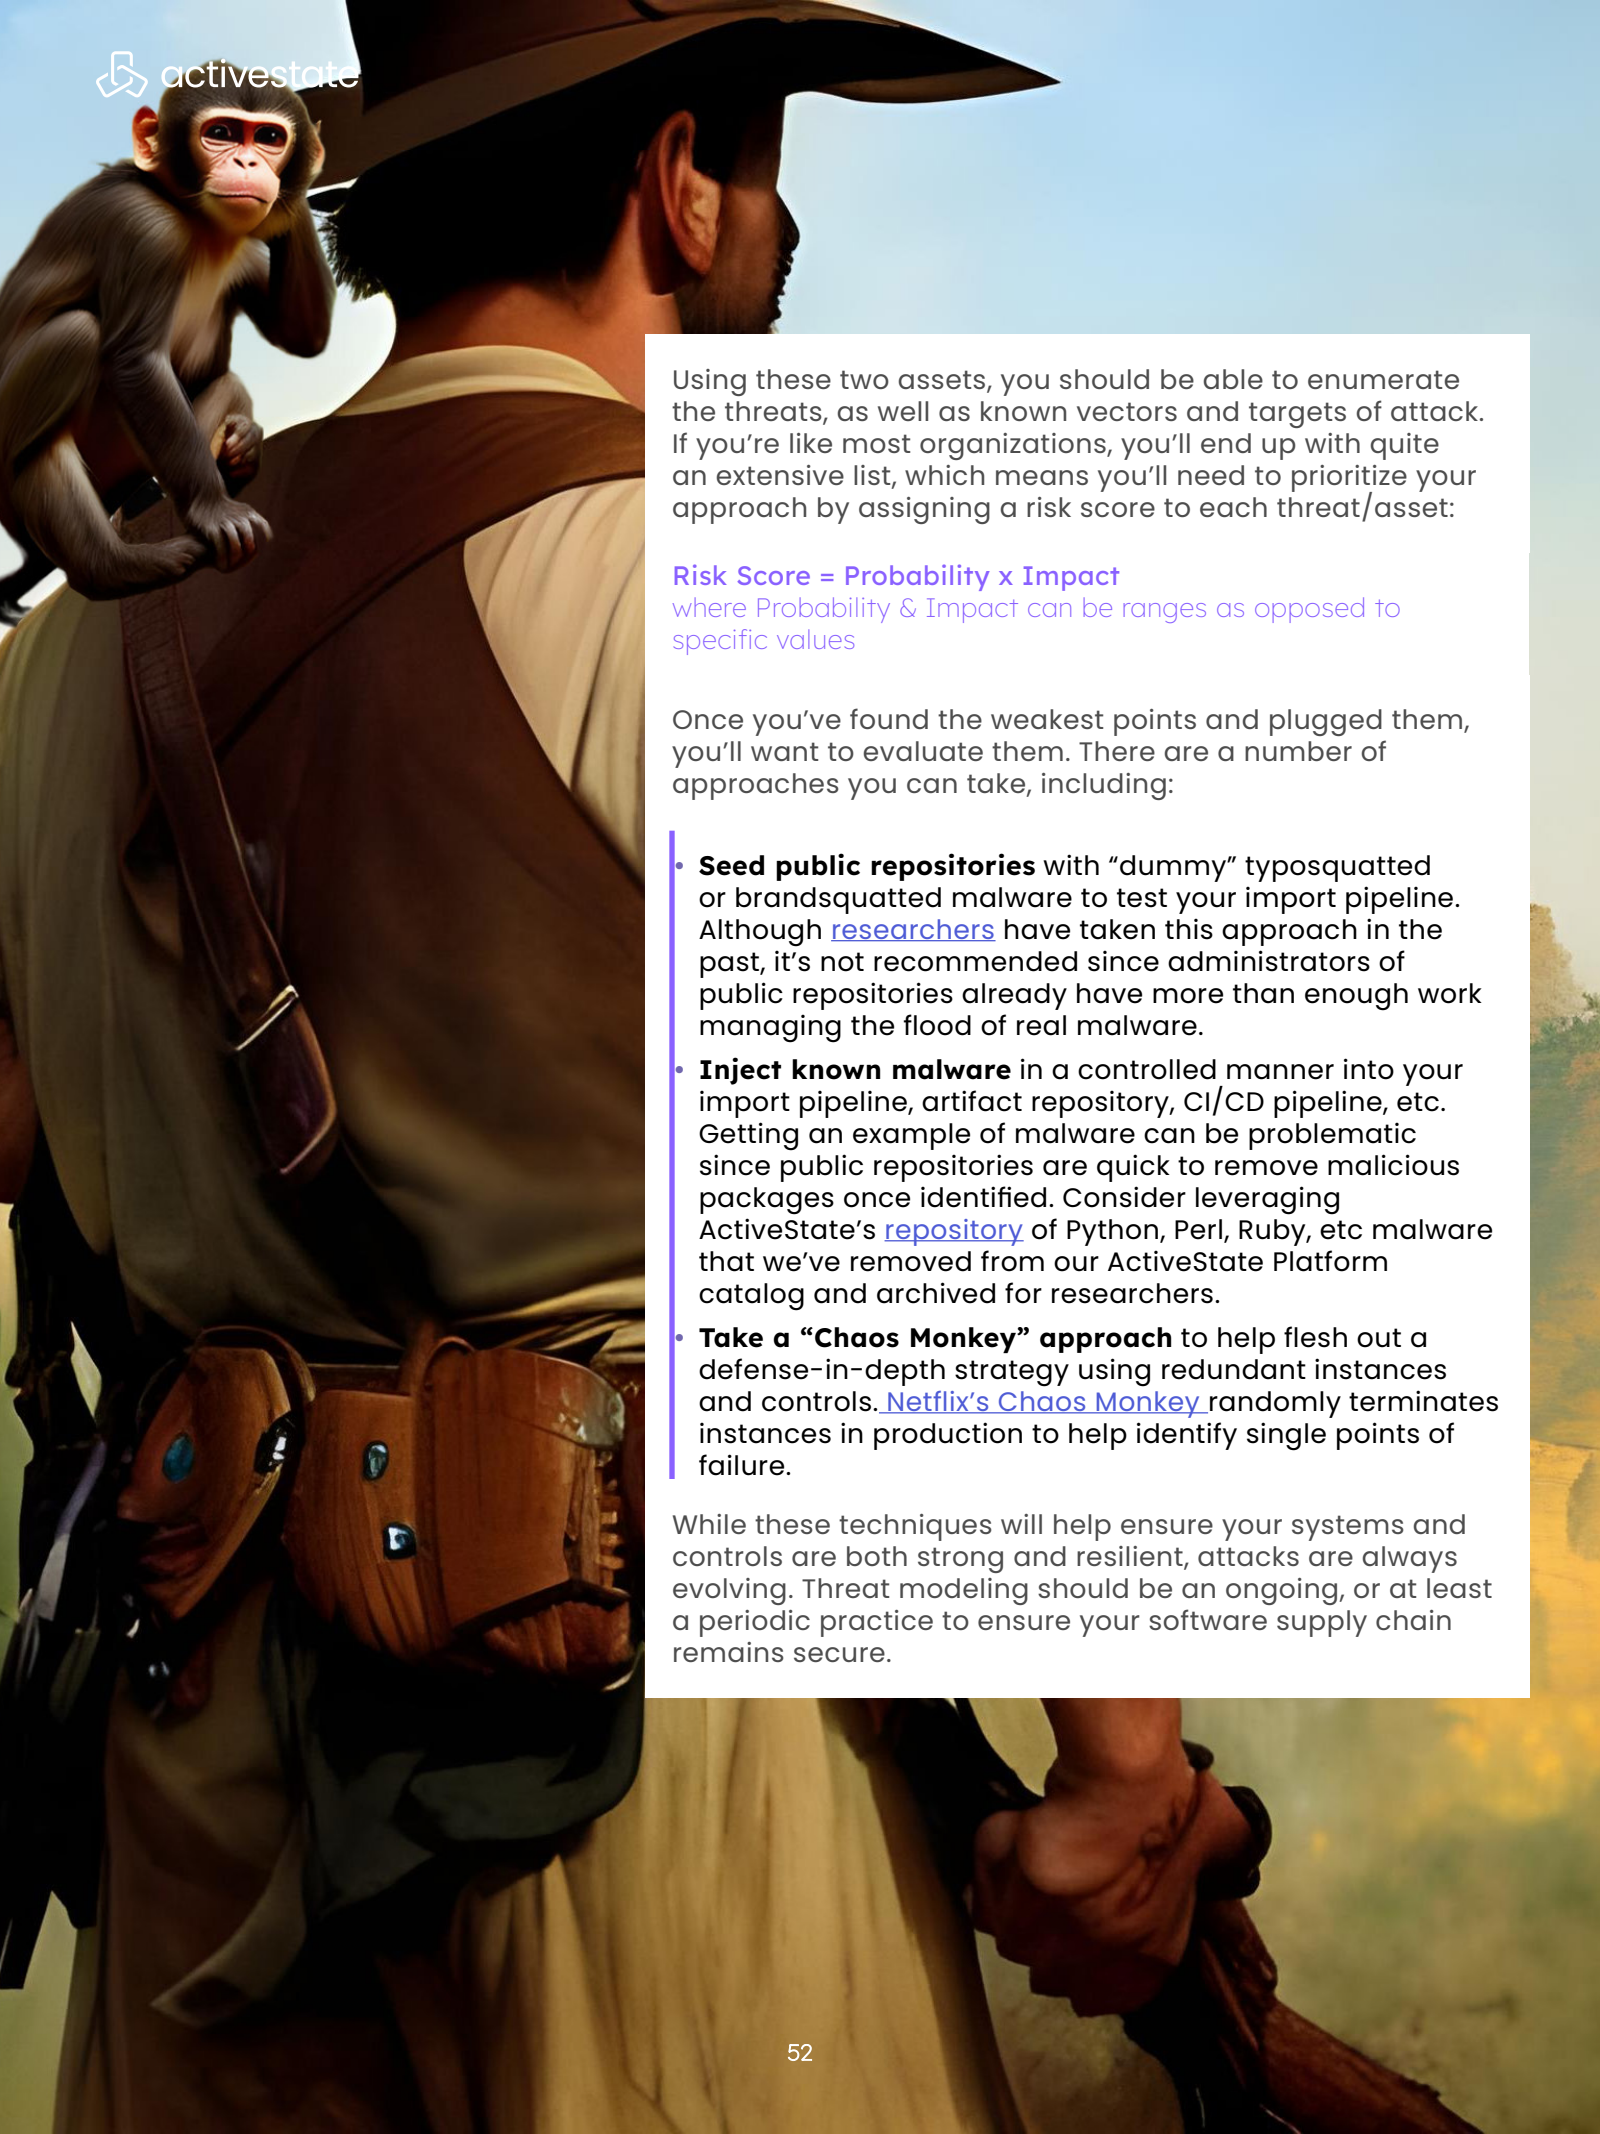 activestate
Using these two assets, you should be able to enumerate
the threats, as well as known vectors and targets of attack.
If you’re like most organizations, you’ll end up with quite
an extensive list, which means you’ll need to prioritize your
approach by assigning a risk score to each threat/asset:
Risk Score = Probability x Impact
where Probability & Impact can be ranges as opposed to
specific values
Once you’ve found the weakest points and plugged them,
you’ll want to evaluate them. There are a number of
approaches you can take, including:
• Seed public repositories with “dummy” typosquatted
or brandsquatted malware to test your import pipeline.
Although researchers have taken this approach in the
past, it’s not recommended since administrators of
public repositories already have more than enough work
managing the flood of real malware.
• Inject known malware in a controlled manner into your
import pipeline, artifact repository, CI/CD pipeline, etc.
Getting an example of malware can be problematic
since public repositories are quick to remove malicious
packages once identified. Consider leveraging
ActiveState’s repository of Python, Perl, Ruby, etc malware
that we’ve removed from our ActiveState Platform
catalog and archived for researchers.
• Take a “Chaos Monkey” approach to help flesh out a
defense-in-depth strategy using redundant instances
and controls. Netflix’s Chaos Monkey randomly terminates
instances in production to help identify single points of
failure.
While these techniques will help ensure your systems and
controls are both strong and resilient, attacks are always
evolving. Threat modeling should be an ongoing, or at least
a periodic practice to ensure your software supply chain
remains secure.
52